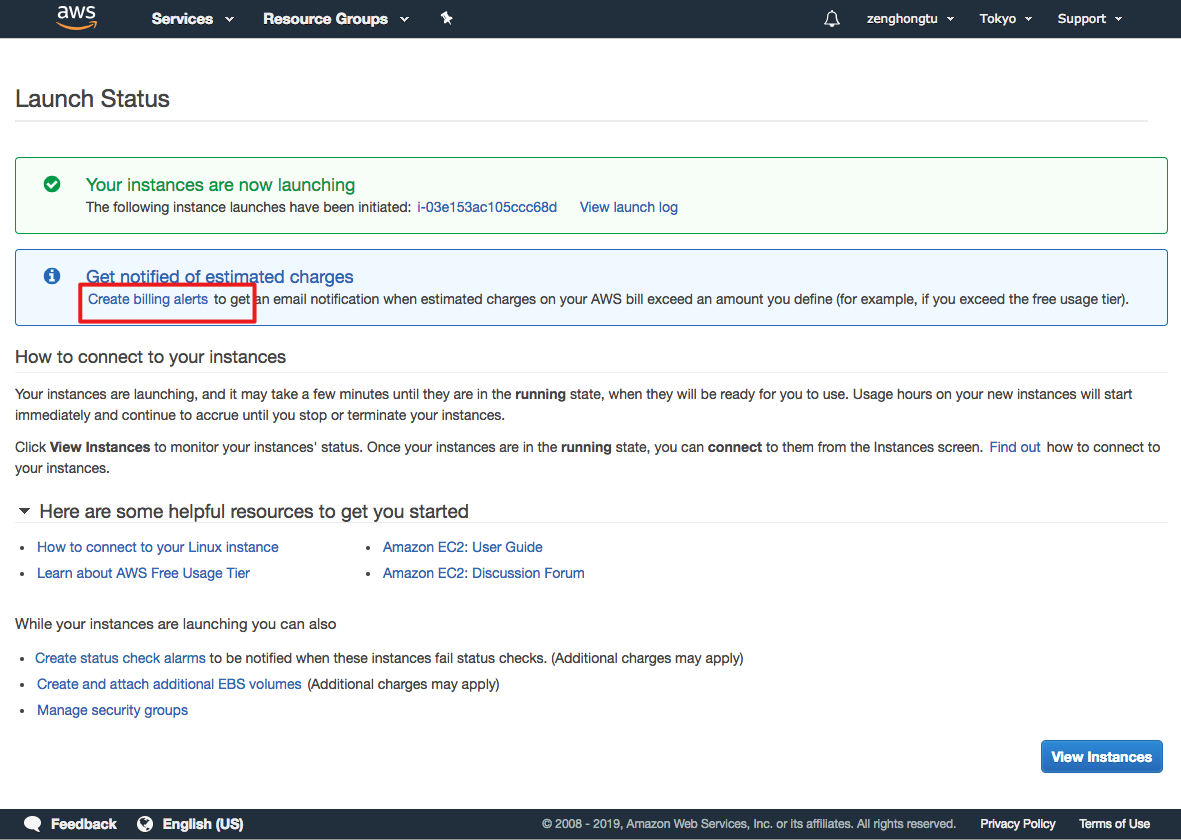 aws Services Resource Groups zenghongtu Tokyo Support
Launch Status
Your instances are now launching
The following instance launches have been initiated: i-03e153ac105ccc68d View launch log
Get notified of estimated charges
Create billing alerts to get an email notification when estimated charges on your AWS bill exceed an amount you define (for example, if you exceed the free usage tier).
How to connect to your instances
Your instances are launching, and it may take a few minutes until they are in the running state, when they will be ready for you to use. Usage hours on your new instances will start
immediately and continue to accrue until you stop or terminate your instances.
Click View Instances to monitor your instances' status. Once your instances are in the running state, you can connect to them from the Instances screen. Find out how to connect to
your instances.
Here are some helpful resources to get you started
• How to connect to your Linux instance • Amazon EC2: User Guide
• Learn about AWS Free Usage Tier • Amazon EC2: Discussion Forum
While your instances are launching you can also
• Create status check alarms to be notified when these instances fail status checks. (Additional charges may apply)
• Create and attach additional EBS volumes (Additional charges may apply)
• Manage security groups
View Instances
Feedback English (US) © 2008 - 2019, Amazon Web Services, Inc. or its affiliates. All rights reserved. Privacy Policy Terms of Use